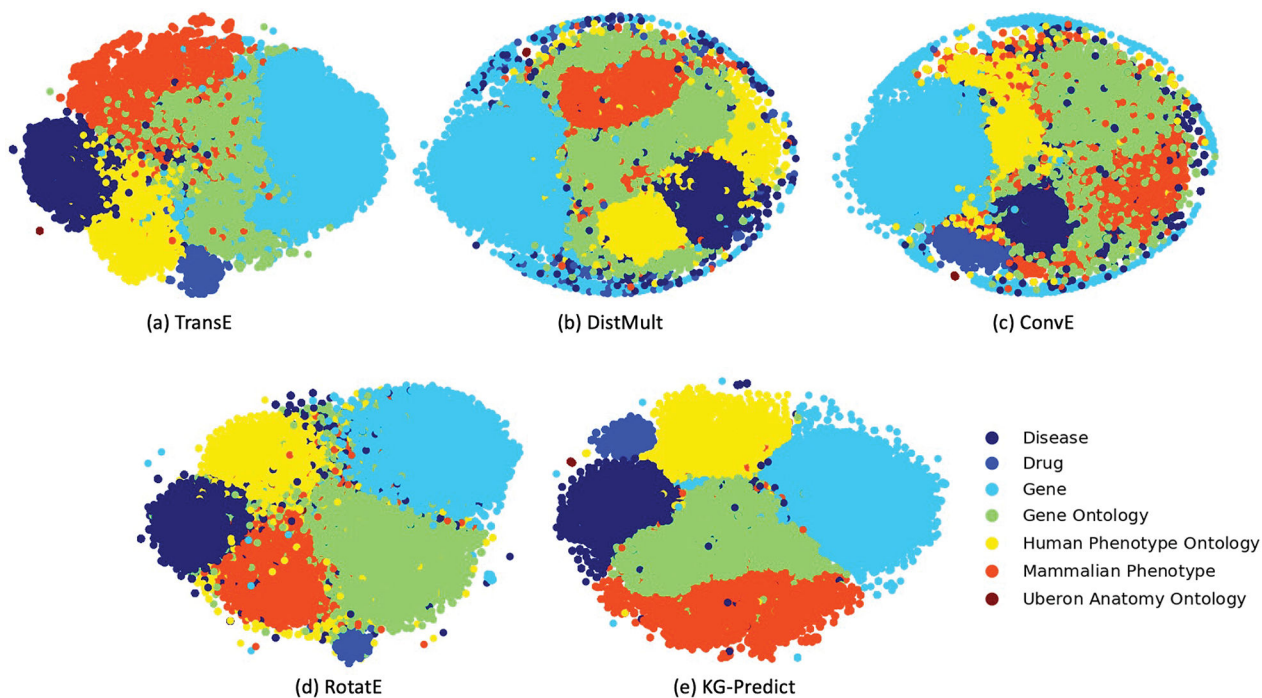 (a) TransE
(b) DistMult
(c) ConvE
(d) RotatE
(e) KG-Predict
Disease
Drug
Gene
Gene Ontology
Human Phenotype Ontology
Mammalian Phenotype
Uberon Anatomy Ontology